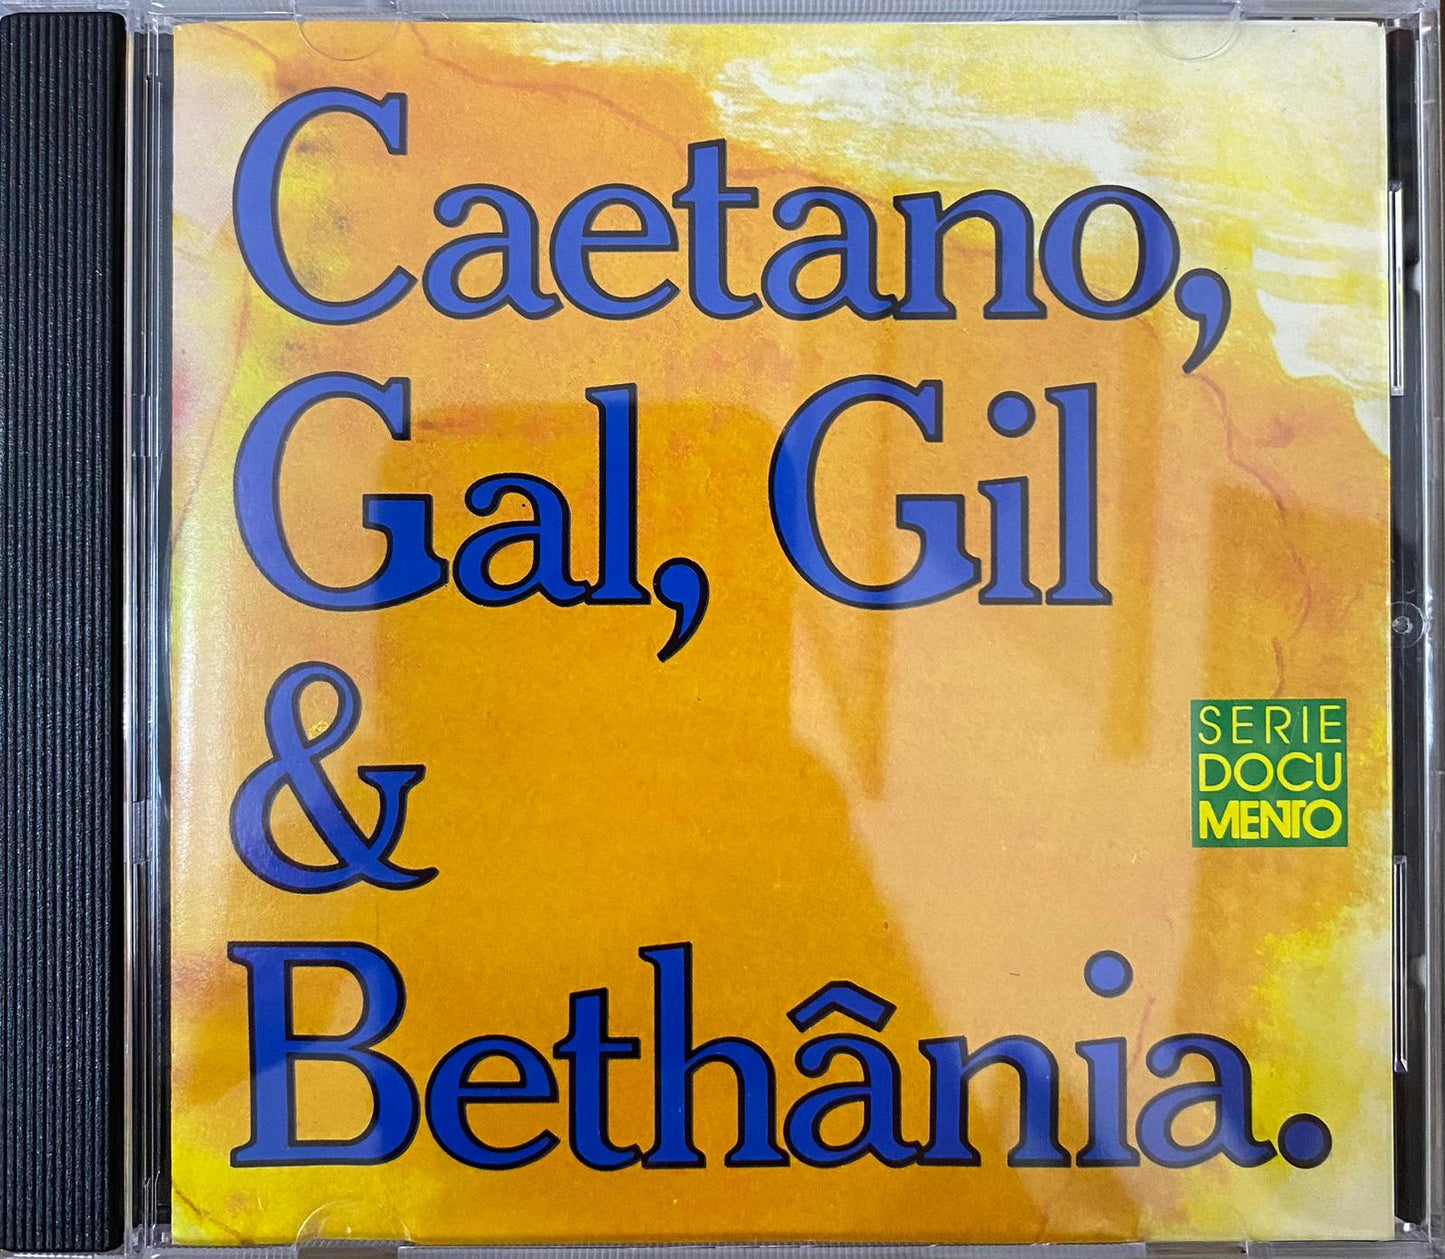 Caetano,
Gal, Gil
&
Bethânia.
SERIE
DOCU
MENTO